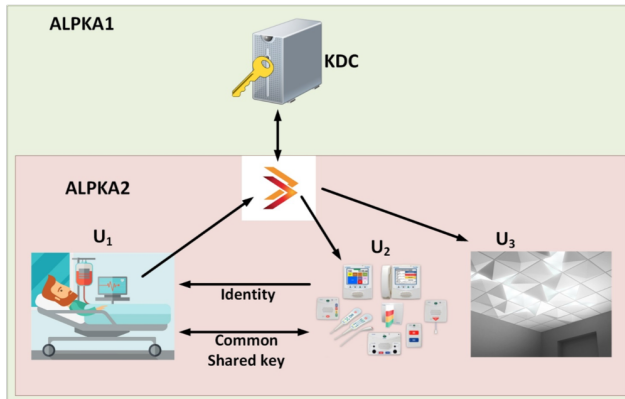 ALPKA1
KDC
ALPKA2
U₁
U₂
U₃
Identity
Common
Shared key